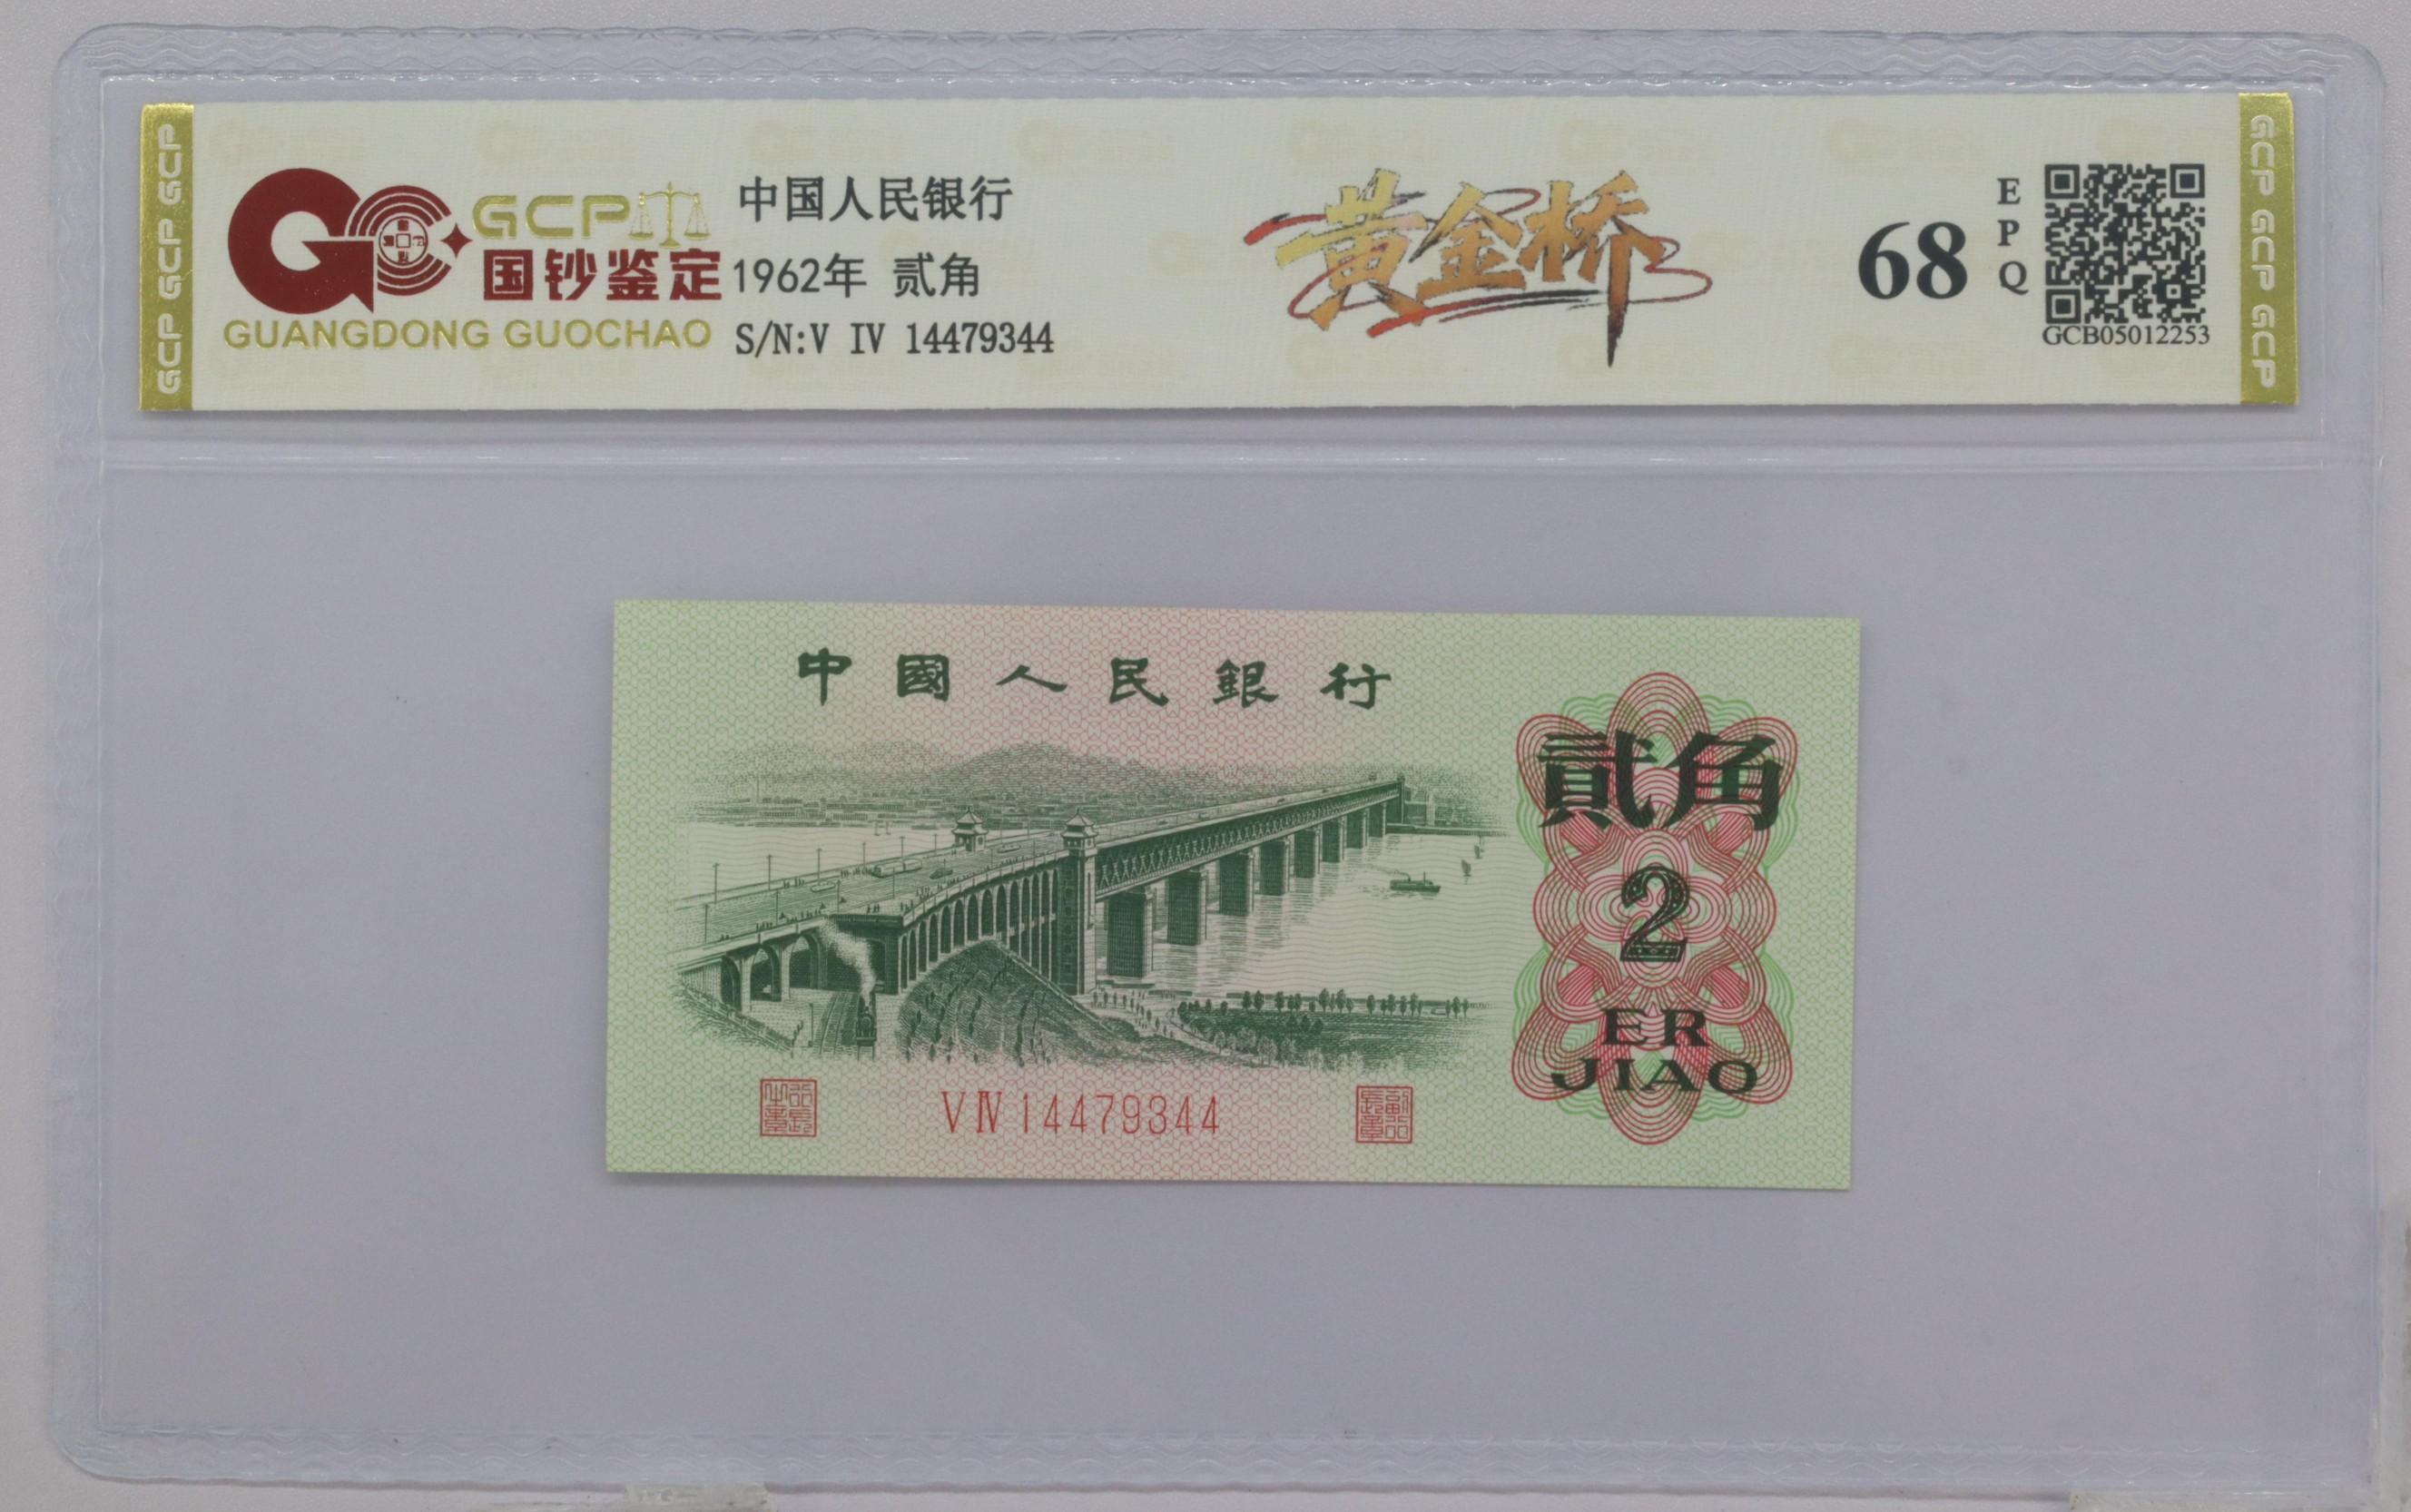 GCP GCP GCP
GCP
国钞鉴定
GUANGDONG GUOCHAO
中国人民银行
1962年 贰角
S/N:V IV 14479344
黄金桥
68
EPQ
GCB05012253
GCP GCP GCP
中國人民銀行
貳角
2
ER
JIAO
V IV 14479344